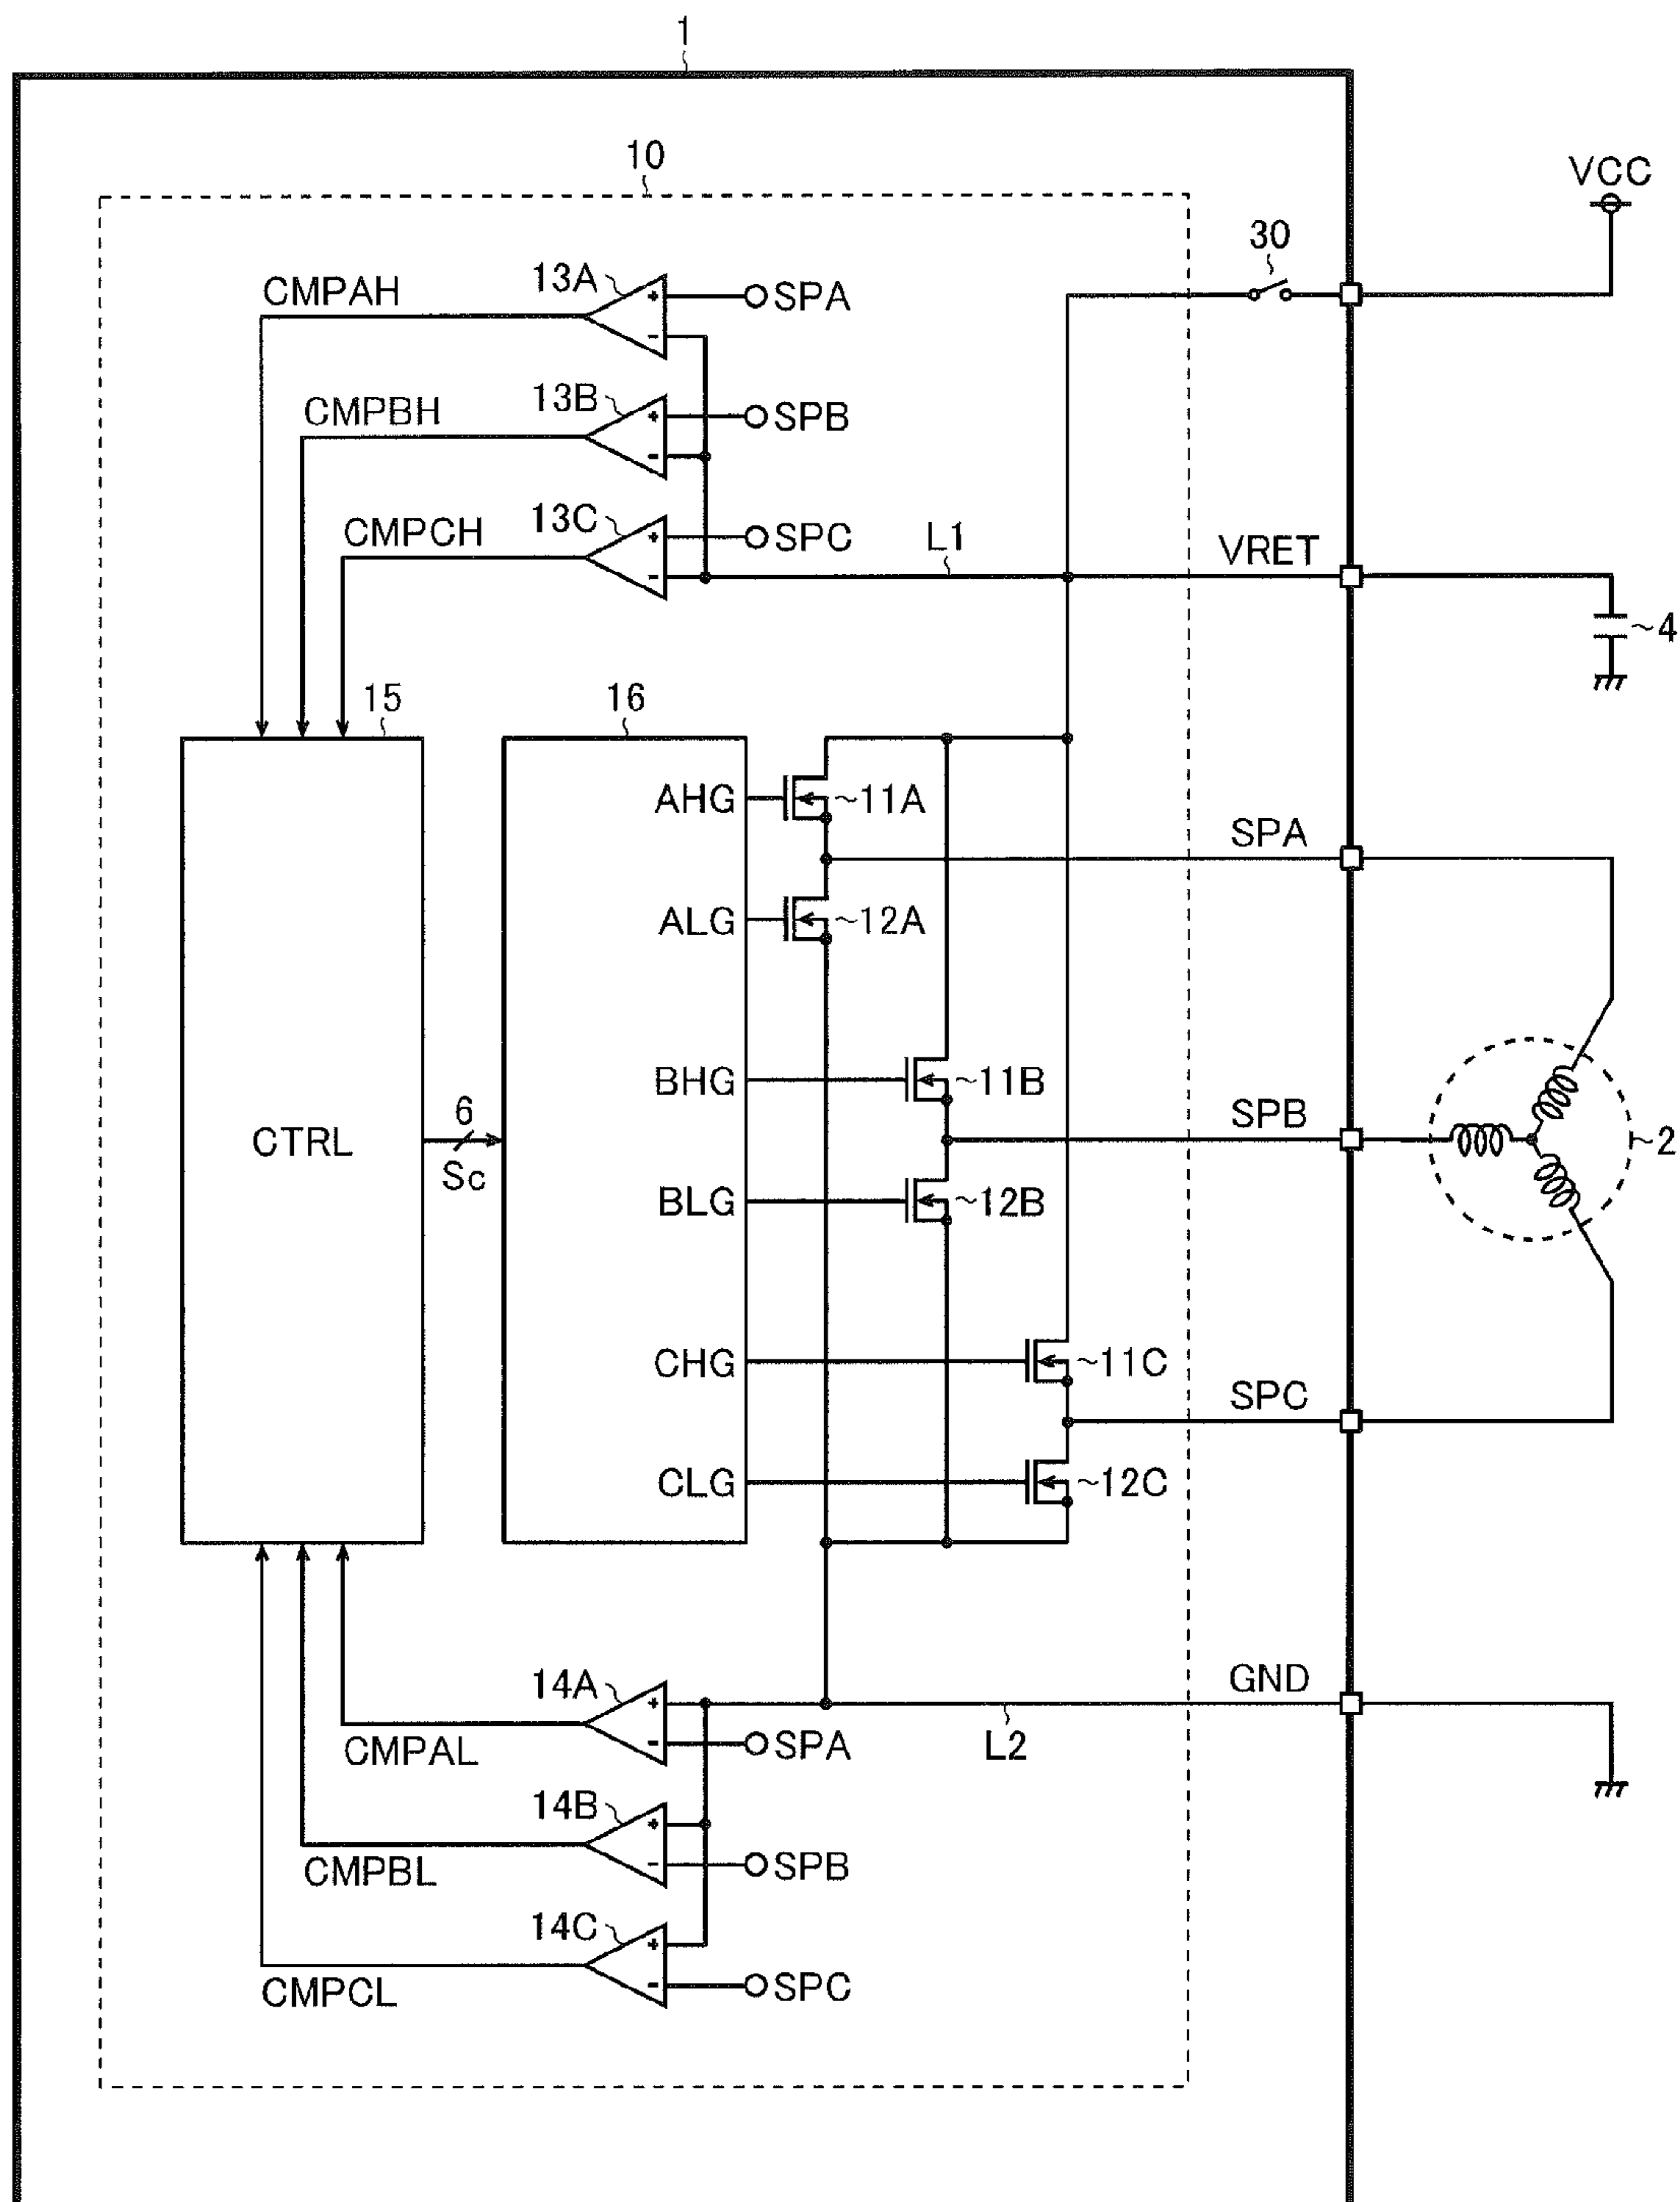 1
10
VCC
30
13A
CMPAH
SPA
13B
CMPBH
SPB
13C
CMPCH
SPC
L1
VRET
4
15
16
AHG
11A
SPA
ALG
12A
BHG
11B
6
SPB
CTRL
2
Sc
BLG
12B
CHG
11C
SPC
CLG
12C
14A
GND
CMPAL
SPA
L2
14B
CMPBL
SPB
14C
CMPCL
SPC